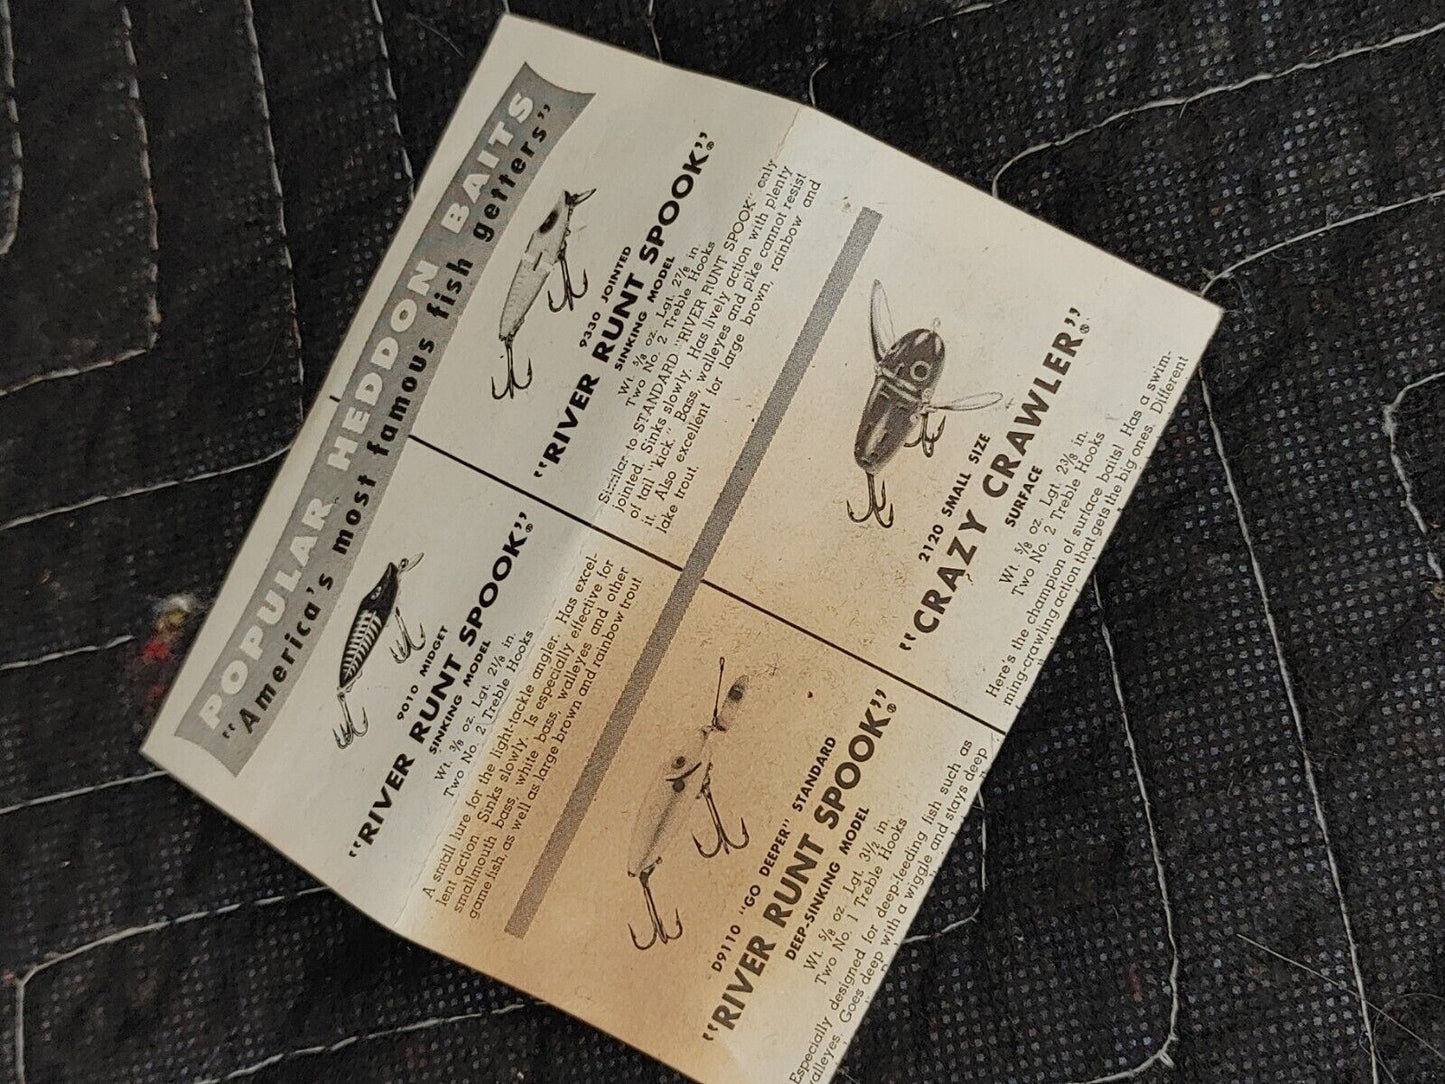 POPULAR HEDDON BAITS
"America's most famous fish getters"
9010 MIDGET
"RIVER RUNT SPOOK"®
SINKING MODEL
Wt. 3/8 oz. Lgt. 2 1/8 in.
Two No. 2 Treble Hooks
A small lure for the light-tackle angler. Has excel-
lent action. Sinks slowly. Is especially effective for
smallmouth bass, white bass, walleyes and other
game fish, as well as large brown and rainbow trout
9330 JOINTED
"RIVER RUNT SPOOK"®
SINKING MODEL
Wt. 5/8 oz. Lgt. 2 7/8 in.
Two No. 2 Treble Hooks
Similar to STANDARD "RIVER RUNT SPOOK" only
jointed. Sinks slowly. Has lively action with plenty
of tail "kick." Bass, walleyes and pike cannot resist
it. Also excellent for large brown, rainbow and
lake trout.
D9110 "GO DEEPER" STANDARD
"RIVER RUNT SPOOK"®
DEEP-SINKING MODEL
Wt. 5/8 oz. Lgt. 3 1/2 in.
Two No. 1 Treble Hooks
Especially designed for deep-feeding fish such as
walleyes. Goes deep with a wiggle and stays deep
2120 SMALL SIZE
"CRAZY CRAWLER"®
SURFACE
Wt. 5/8 oz. Lgt. 2 3/8 in.
Two No. 2 Treble Hooks
Here's the champion of surface baits! Has a swim-
ming-crawling action that gets the big ones. Different